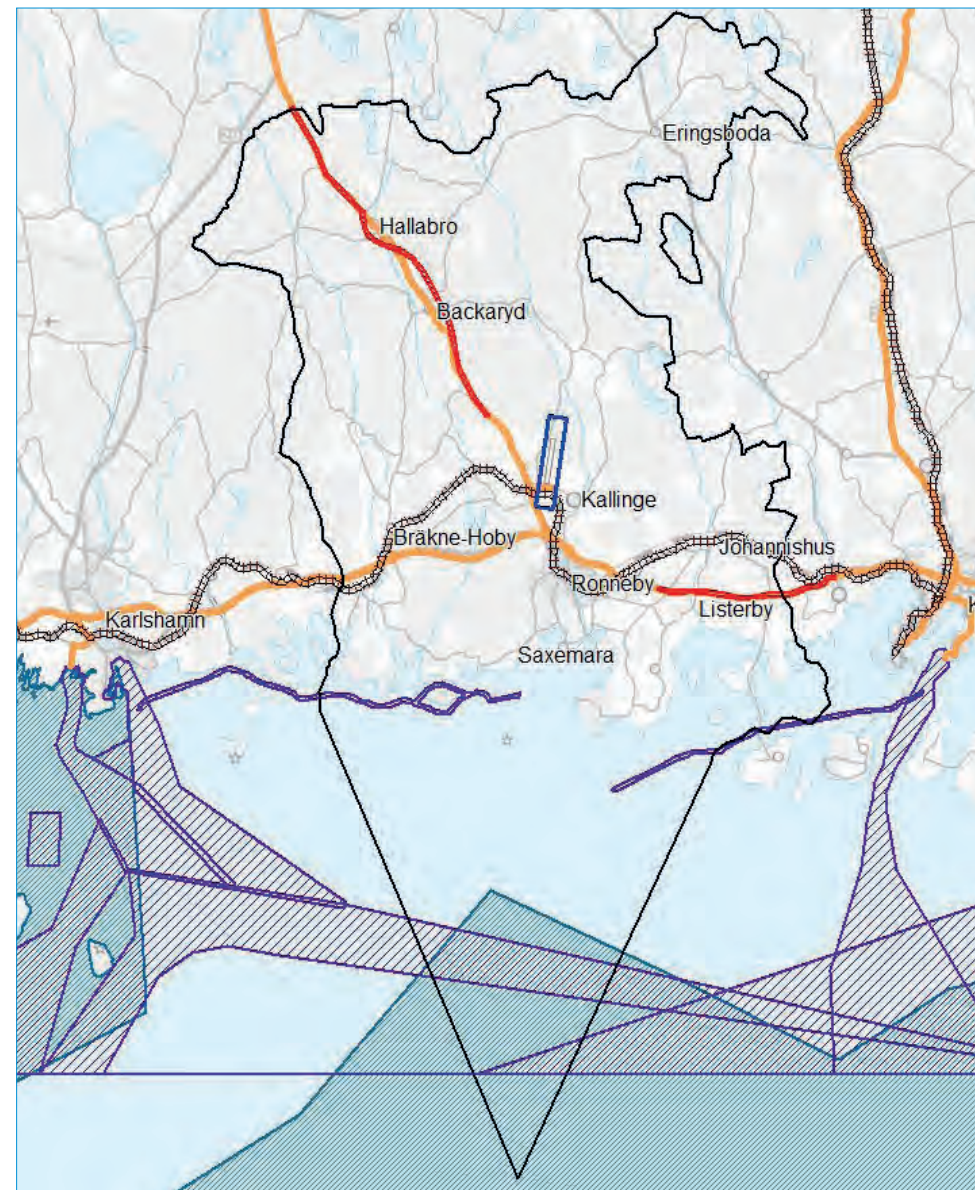 Eringsboda
Hallabro
Backaryd
Kallinge
Bräkne-Hoby
Johannishus
Ronneby
Listerby
Karlshamn
Saxemara